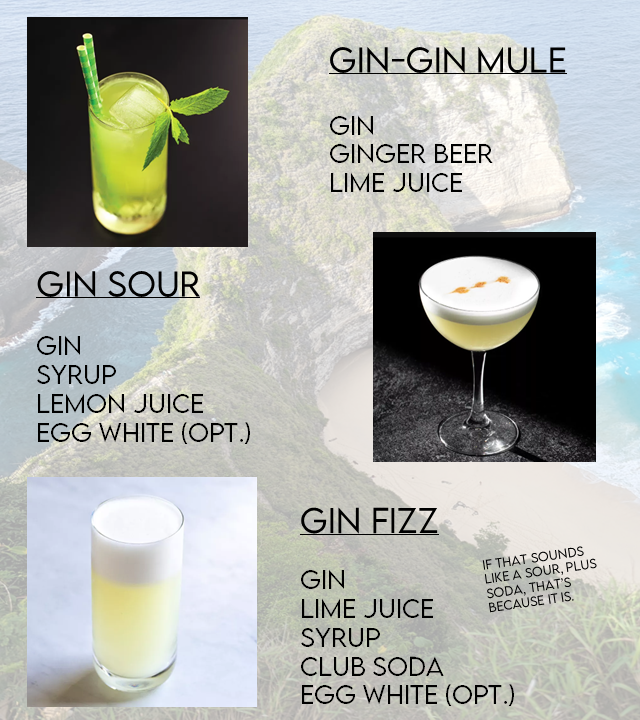 GIN-GIN MULE
GIN
GINGER BEER
LIME JUICE
GIN SOUR
GIN
SYRUP
LEMON JUICE
EGG WHITE (OPT.)
GIN FIZZ
GIN
LIME JUICE
SYRUP
CLUB SODA
EGG WHITE (OPT.)
IF THAT SOUNDS
LIKE A SOUR, PLUS
SODA, THAT'S
BECAUSE IT IS.